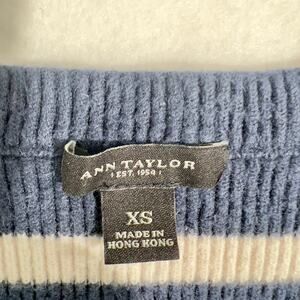 ANN TAYLOR
EST. 1954
XS
MADE IN
HONG KONG